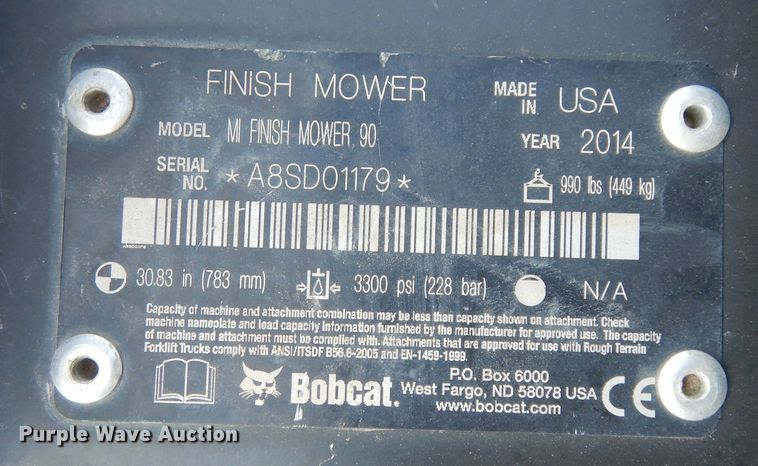 FINISH MOWER
MADE IN USA
MODEL MI FINISH MOWER 90
YEAR 2014
SERIAL NO. *A8SD01179*
990 lbs (449 kg)
30.83 in (783 mm) 3300 psi (228 bar) N/A
Capacity of machine and attachment combination may be less than capacity shown on attachment. Check
machine nameplate and load capacity information furnished by the manufacturer for approved use. The capacity
of machine and attachment must be complied with. Attachments that are approved for use with Rough Terrain
Forklift Trucks comply with ANSI/ITSDF B56.6-2005 and EN-1459-1999.
Bobcat.
P.O. Box 6000
West Fargo, ND 58078 USA
www.bobcat.com
CE
Purple Wave Auction